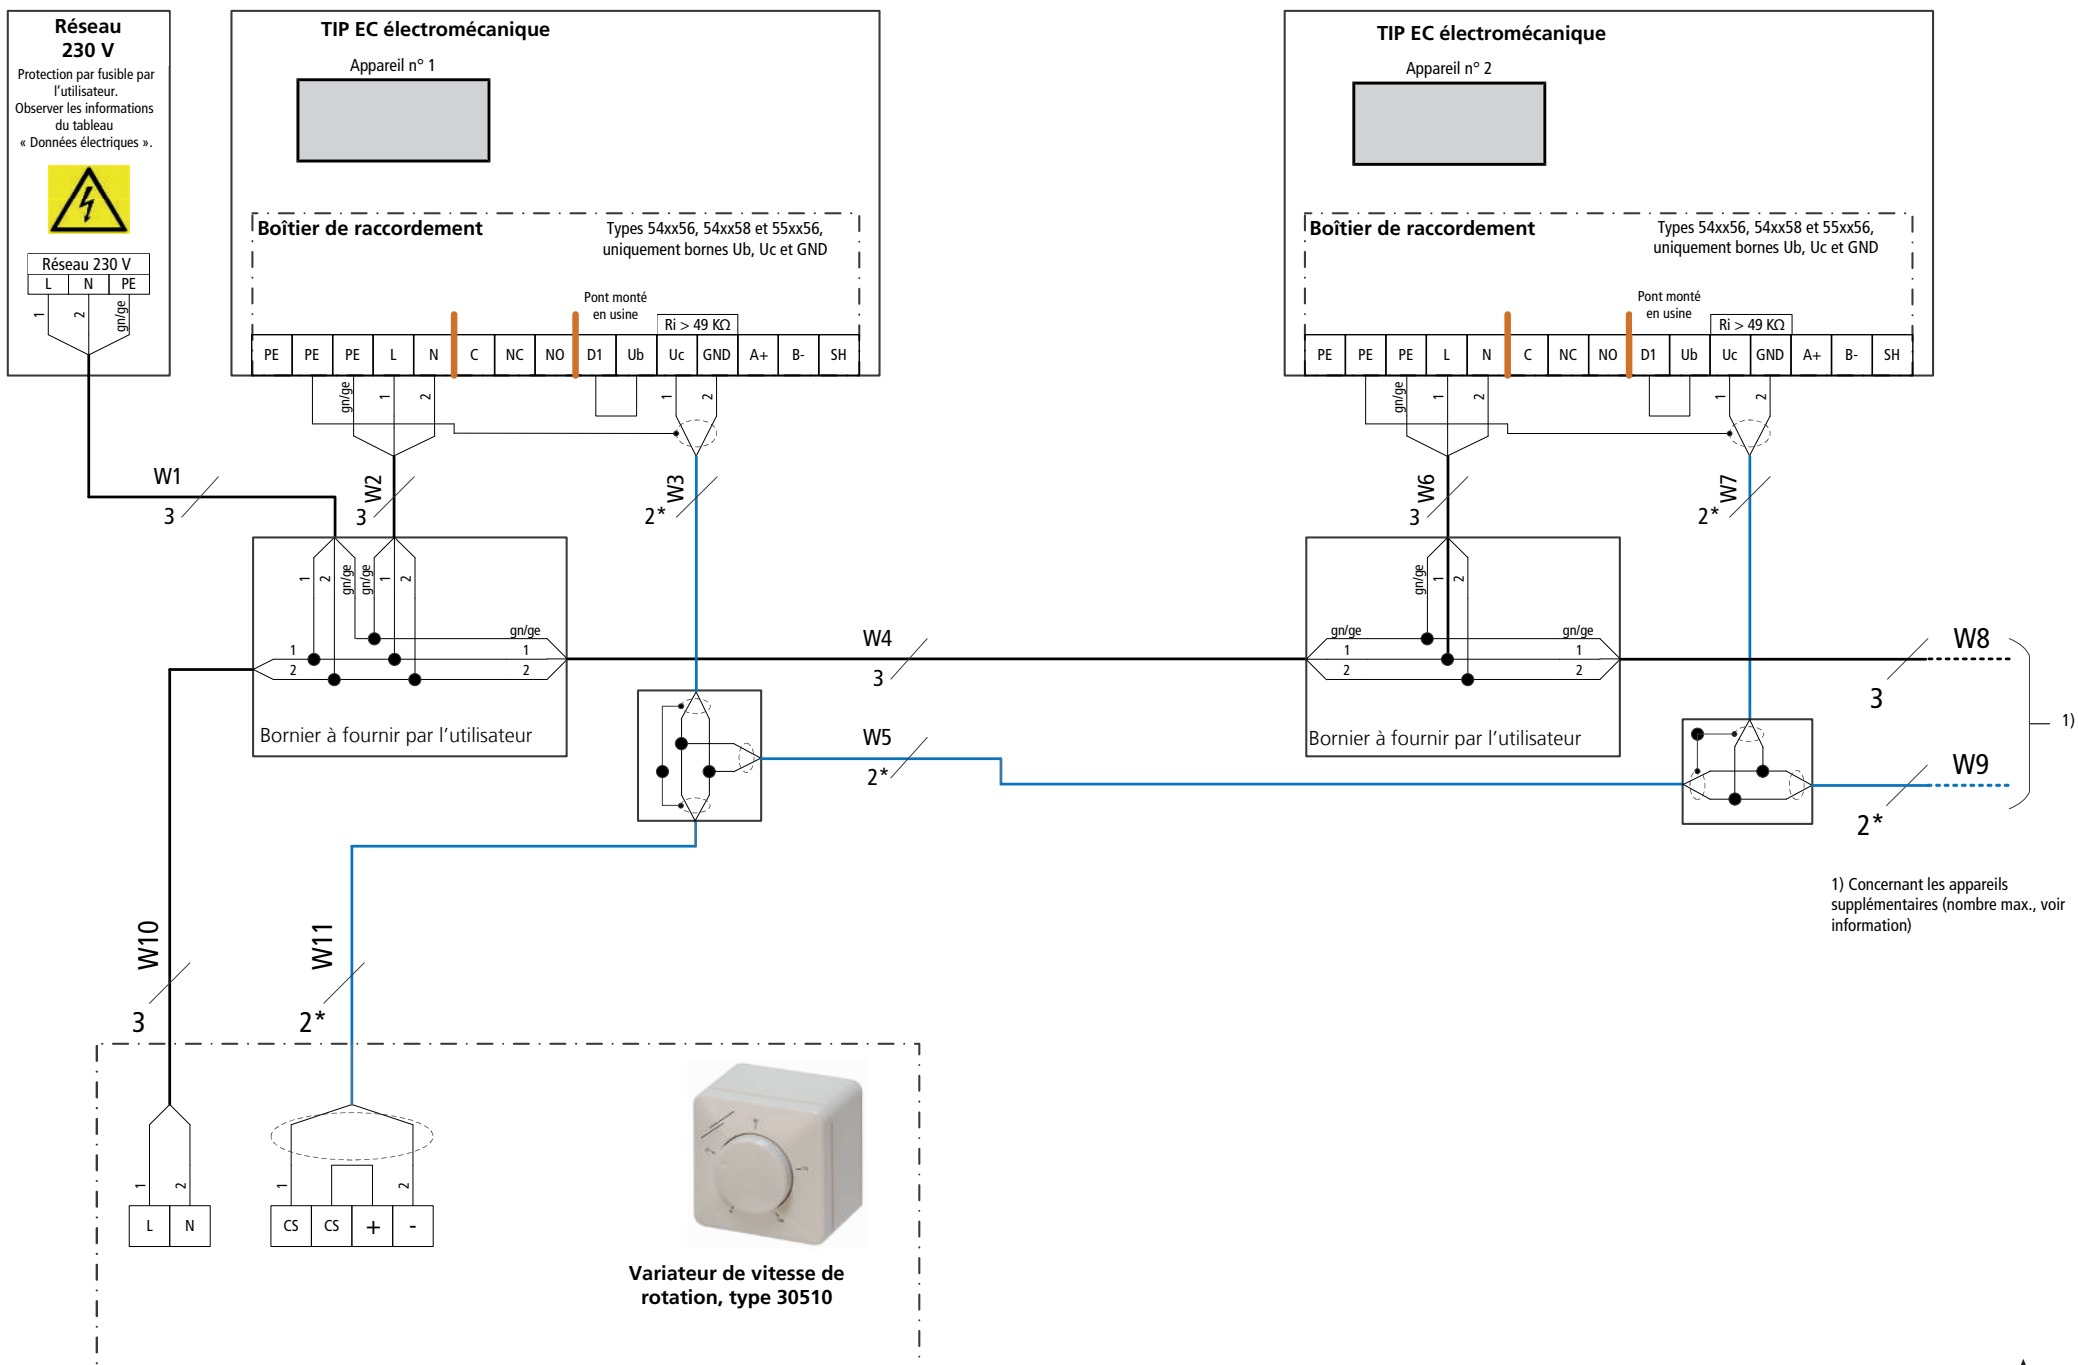 Réseau
230 V
Protection par fusible par
l'utilisateur.
Observer les informations
du tableau
« Données électriques ».
Réseau 230 V
L N PE
1 2 gn/ge
TIP EC électromécanique
Appareil n° 1
Boîtier de raccordement
Types 54xx56, 54xx58 et 55xx56,
uniquement bornes Ub, Uc et GND
Pont monté
en usine
Ri > 49 KΩ
PE PE PE L N C NC NO D1 Ub Uc GND A+ B- SH
gn/ge 1 2 1 2
TIP EC électromécanique
Appareil n° 2
Boîtier de raccordement
Types 54xx56, 54xx58 et 55xx56,
uniquement bornes Ub, Uc et GND
Pont monté
en usine
Ri > 49 KΩ
PE PE PE L N C NC NO D1 Ub Uc GND A+ B- SH
gn/ge 1 2 1 2
W1
3
W2
3
W3
2*
W6
3
W7
2*
1 2 gn/ge gn/ge 1 2
gn/ge
1 1
2 2
Bornier à fournir par l'utilisateur
W4
3
W5
2*
gn/ge 1 2
gn/ge gn/ge
1 1
2 2
Bornier à fournir par l'utilisateur
W8
3
W9
2*
1)
1) Concernant les appareils
supplémentaires (nombre max., voir
information)
W10
3
W11
2*
1 2 1 2
L N CS CS + -
Variateur de vitesse de
rotation, type 30510